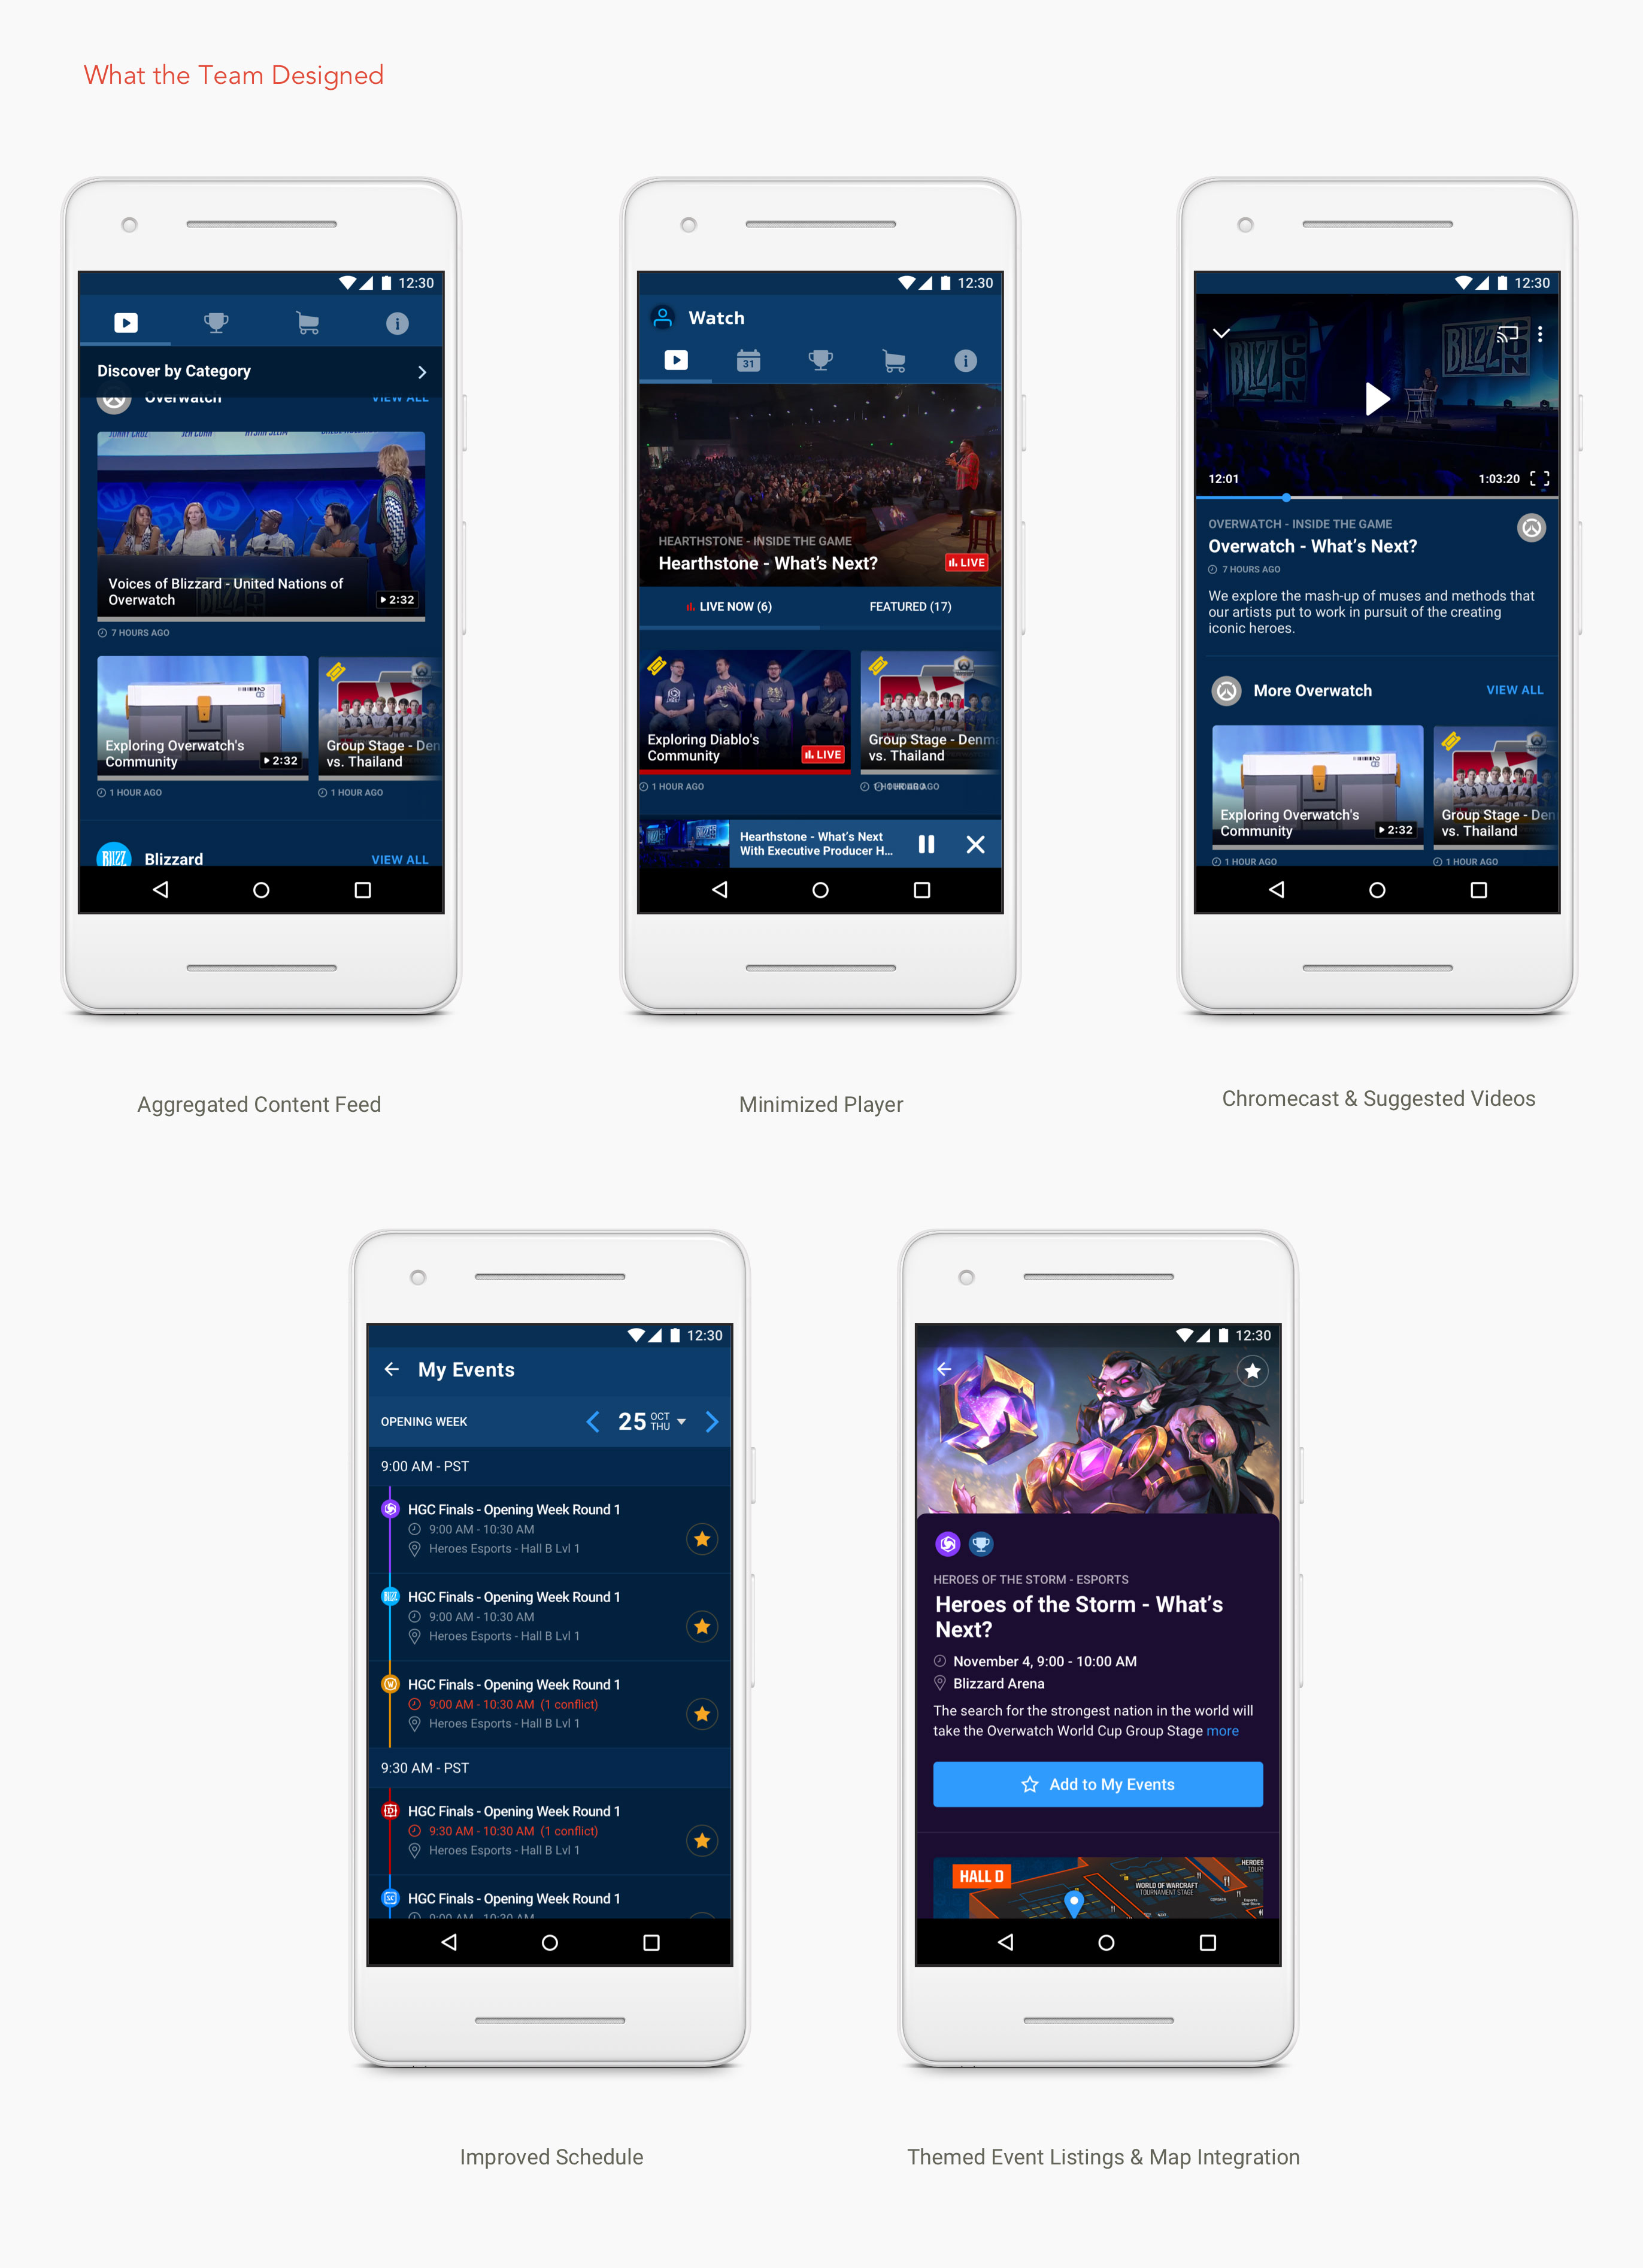 What the Team Designed
12:30
Discover by Category
Overwatch
VIEW ALL
Voices of Blizzard - United Nations of
Overwatch
2:32
7 HOURS AGO
Exploring Overwatch's
Community
2:32
Group Stage - Den
vs. Thailand
1 HOUR AGO
1 HOUR AGO
BLIZZ
Blizzard
VIEW ALL
Aggregated Content Feed
12:30
Watch
31
HEARTHSTONE - INSIDE THE GAME
Hearthstone - What's Next?
LIVE
LIVE NOW (6)
FEATURED (17)
Exploring Diablo's
Community
LIVE
Group Stage - Denma
vs. Thailand
1 HOUR AGO
Hearthstone - What's Next
With Executive Producer H...
Minimized Player
12:30
BLIZZCON
BLIZZCON
12:01
1:03:20
OVERWATCH - INSIDE THE GAME
Overwatch - What's Next?
7 HOURS AGO
We explore the mash-up of muses and methods that
our artists put to work in pursuit of the creating
iconic heroes.
More Overwatch
VIEW ALL
Exploring Overwatch's
Community
2:32
Group Stage - Den
vs. Thailand
1 HOUR AGO
1 HOUR AGO
Chromecast & Suggested Videos
12:30
My Events
OPENING WEEK
25 OCT
THU
9:00 AM - PST
HGC Finals - Opening Week Round 1
9:00 AM - 10:30 AM
Heroes Esports - Hall B Lvl 1
BLIZZ
HGC Finals - Opening Week Round 1
9:00 AM - 10:30 AM
Heroes Esports - Hall B Lvl 1
W
HGC Finals - Opening Week Round 1
9:00 AM - 10:30 AM (1 conflict)
Heroes Esports - Hall B Lvl 1
9:30 AM - PST
D
HGC Finals - Opening Week Round 1
9:30 AM - 10:30 AM (1 conflict)
Heroes Esports - Hall B Lvl 1
SC
HGC Finals - Opening Week Round 1
9:00 AM - 10:30 AM
Improved Schedule
12:30
HEROES OF THE STORM - ESPORTS
Heroes of the Storm - What's
Next?
November 4, 9:00 - 10:00 AM
Blizzard Arena
The search for the strongest nation in the world will
take the Overwatch World Cup Group Stage more
Add to My Events
HALL D
HEROES
WORLD OF WARCRAFT
TOURNAMENT STAGE
Themed Event Listings & Map Integration